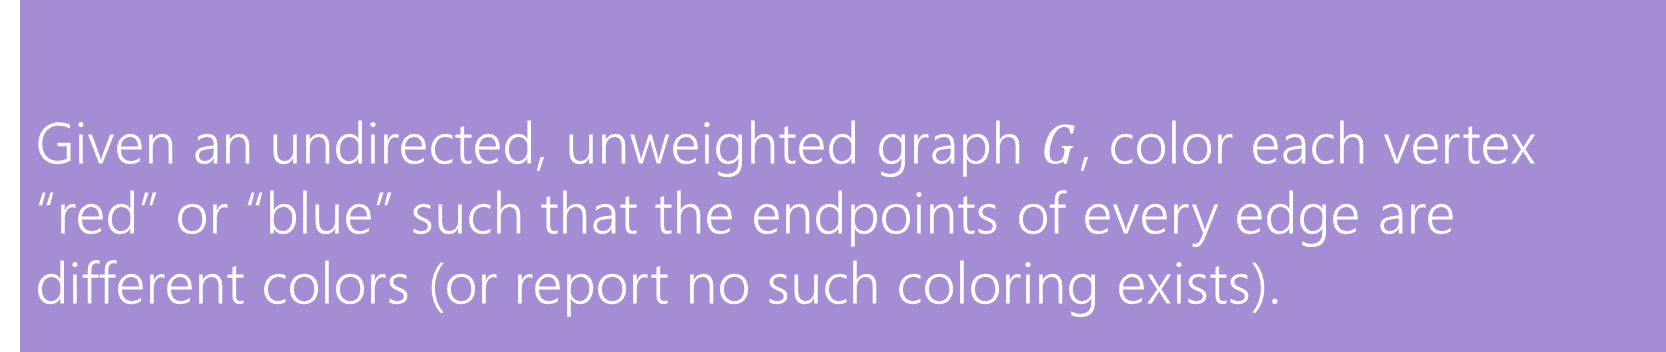 Given an undirected, unweighted graph 𝐺, color each vertex
“red” or “blue” such that the endpoints of every edge are
different colors (or report no such coloring exists).